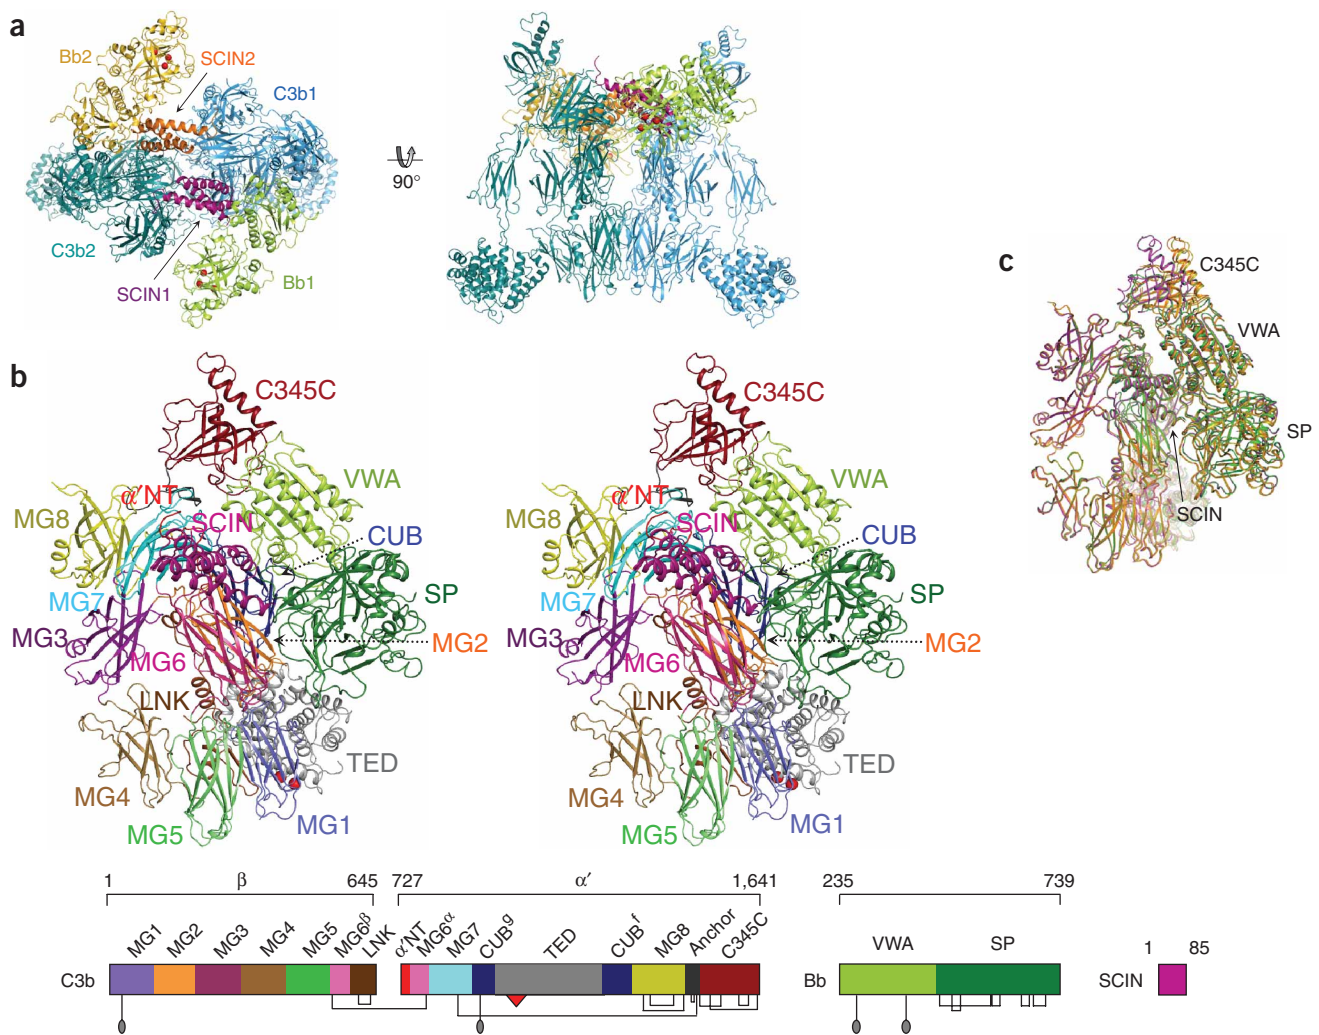 a
Bb2
SCIN2
C3b1
C3b2
SCIN1
Bb1
90°
c
C345C
VWA
SP
SCIN
b
C345C
VWA
α′NT
MG8
SCIN
CUB
MG7
SP
MG3
MG6
MG2
LNK
TED
MG4
MG5
MG1
C345C
VWA
α′NT
MG8
SCIN
CUB
MG7
SP
MG3
MG6
MG2
LNK
TED
MG4
MG5
MG1
1 β 645 727 α′ 1,641 235 739
MG1 MG2 MG3 MG4 MG5 MG6β LNK α′NT MG6α MG7 CUBg TED CUBf MG8 Anchor C345C
VWA SP
1 85
C3b
Bb
SCIN